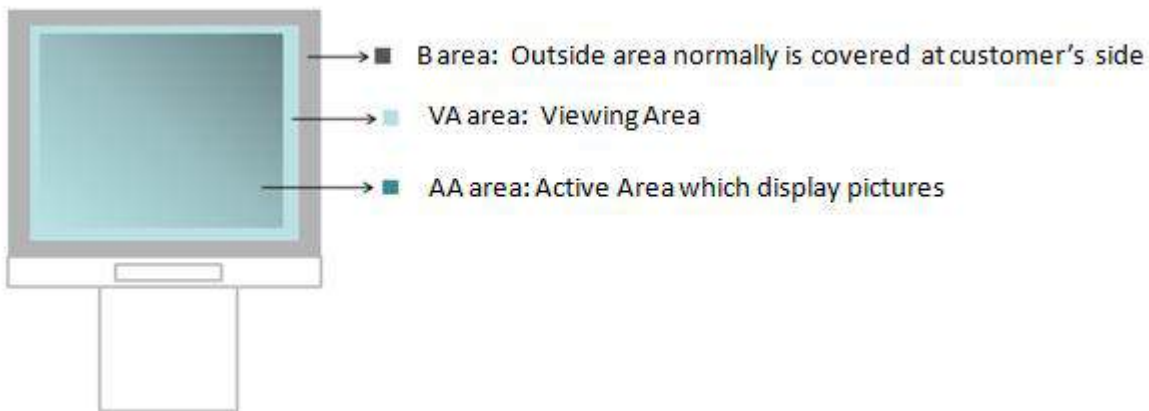 B area: Outside area normally is covered at customer's side
VA area: Viewing Area
AA area: Active Area which display pictures